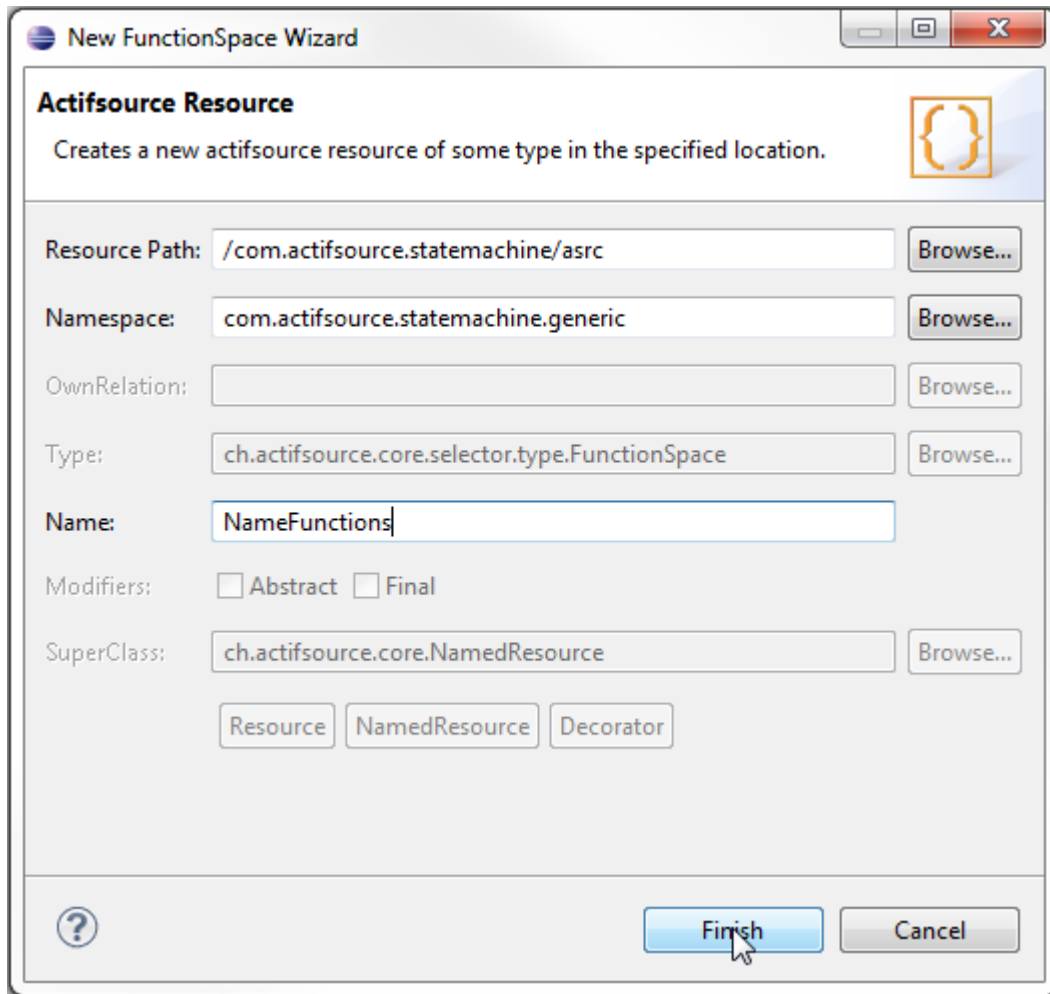 New FunctionSpace Wizard
Actifsource Resource
Creates a new actifsource resource of some type in the specified location.
Resource Path: /com.actifsource.statemachine/asrc Browse...
Namespace: com.actifsource.statemachine.generic Browse...
OwnRelation: Browse...
Type: ch.actifsource.core.selector.type.FunctionSpace Browse...
Name: NameFunctions
Modifiers: Abstract Final
SuperClass: ch.actifsource.core.NamedResource Browse...
Resource NamedResource Decorator
? Finish Cancel